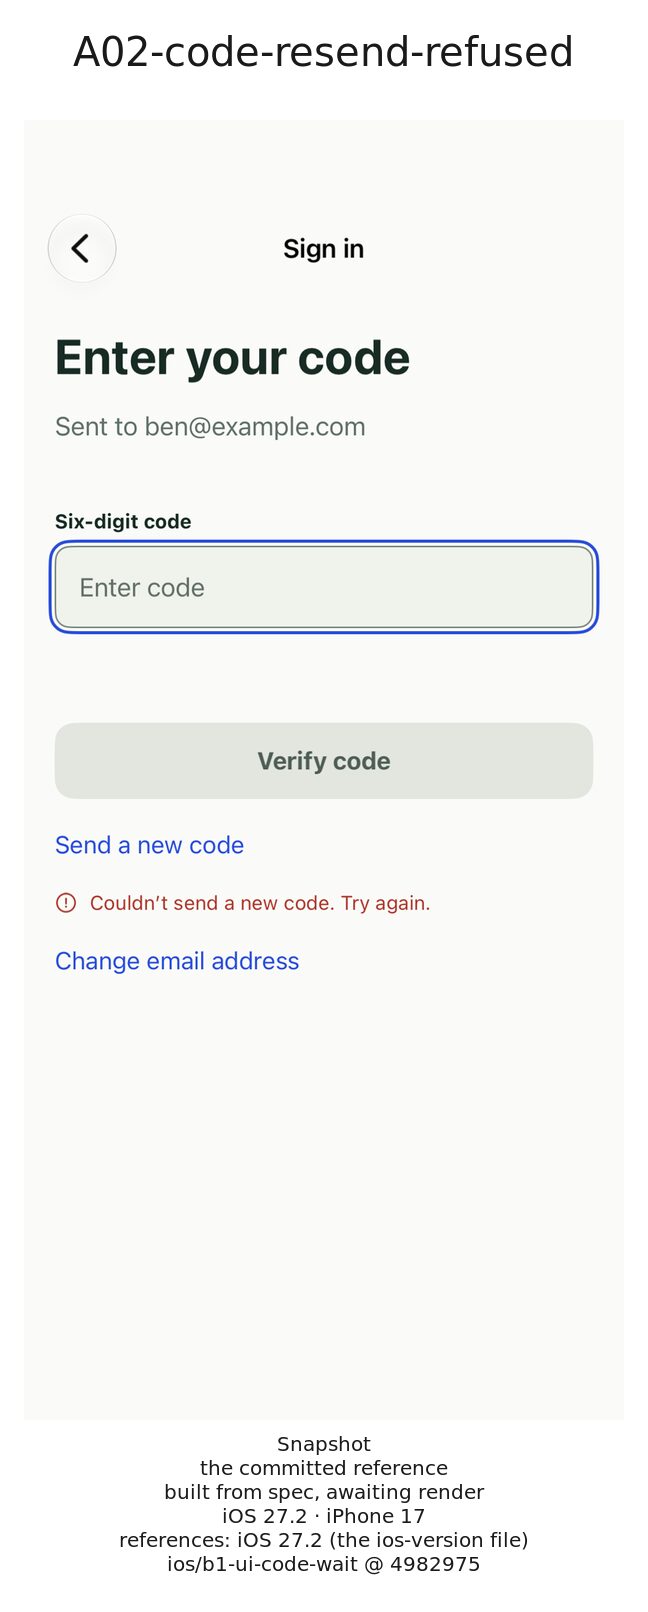 A02-code-resend-refused
Sign in
Enter your code
Sent to ben@example.com
Six-digit code
Enter code
Verify code
Send a new code
Couldn’t send a new code. Try again.
Change email address
Snapshot
the committed reference
built from spec, awaiting render
iOS 27.2 · iPhone 17
references: iOS 27.2 (the ios-version file)
ios/b1-ui-code-wait @ 4982975